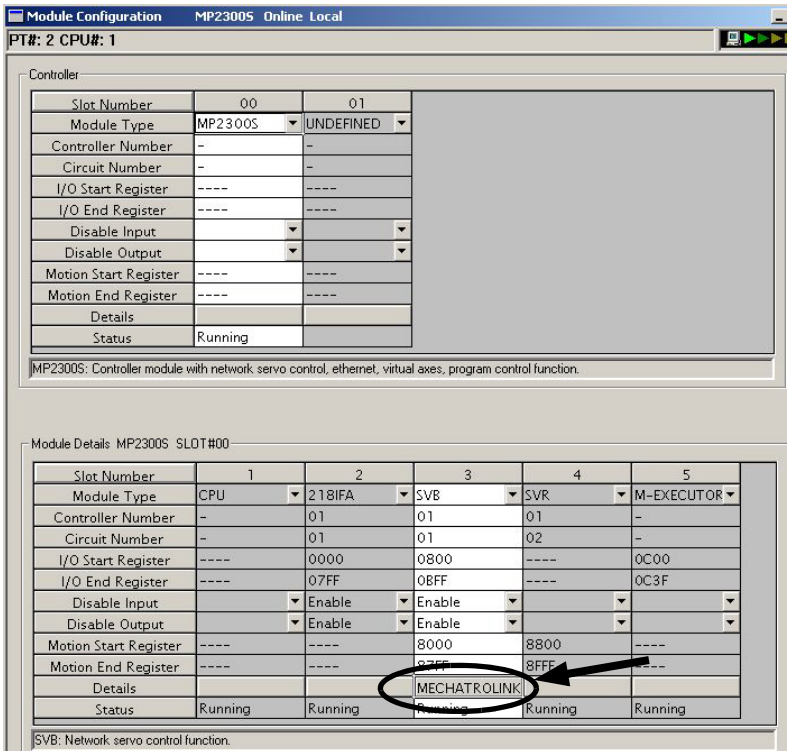 Module Configuration MP2300S Online Local
PT#: 2 CPU#: 1
Controller
Slot Number 00 01
Module Type MP2300S UNDEFINED
Controller Number - -
Circuit Number - -
I/O Start Register ---- ----
I/O End Register ---- ----
Disable Input
Disable Output
Motion Start Register ---- ----
Motion End Register ---- ----
Details
Status Running
MP2300S: Controller module with network servo control, ethernet, virtual axes, program control function.
Module Details MP2300S SLOT#00
Slot Number 1 2 3 4 5
Module Type CPU 218IFA SVB SVR M-EXECUTOR
Controller Number - 01 01 01 -
Circuit Number - 01 01 02 -
I/O Start Register ---- 0000 0800 ---- 0C00
I/O End Register ---- 07FF 0BFF ---- 0C3F
Disable Input Enable Enable
Disable Output Enable Enable
Motion Start Register ---- ---- 8000 8800 ----
Motion End Register ---- ---- 87FF 8FFF ----
Details MECHATROLINK
Status Running Running Running Running Running
SVB: Network servo control function.